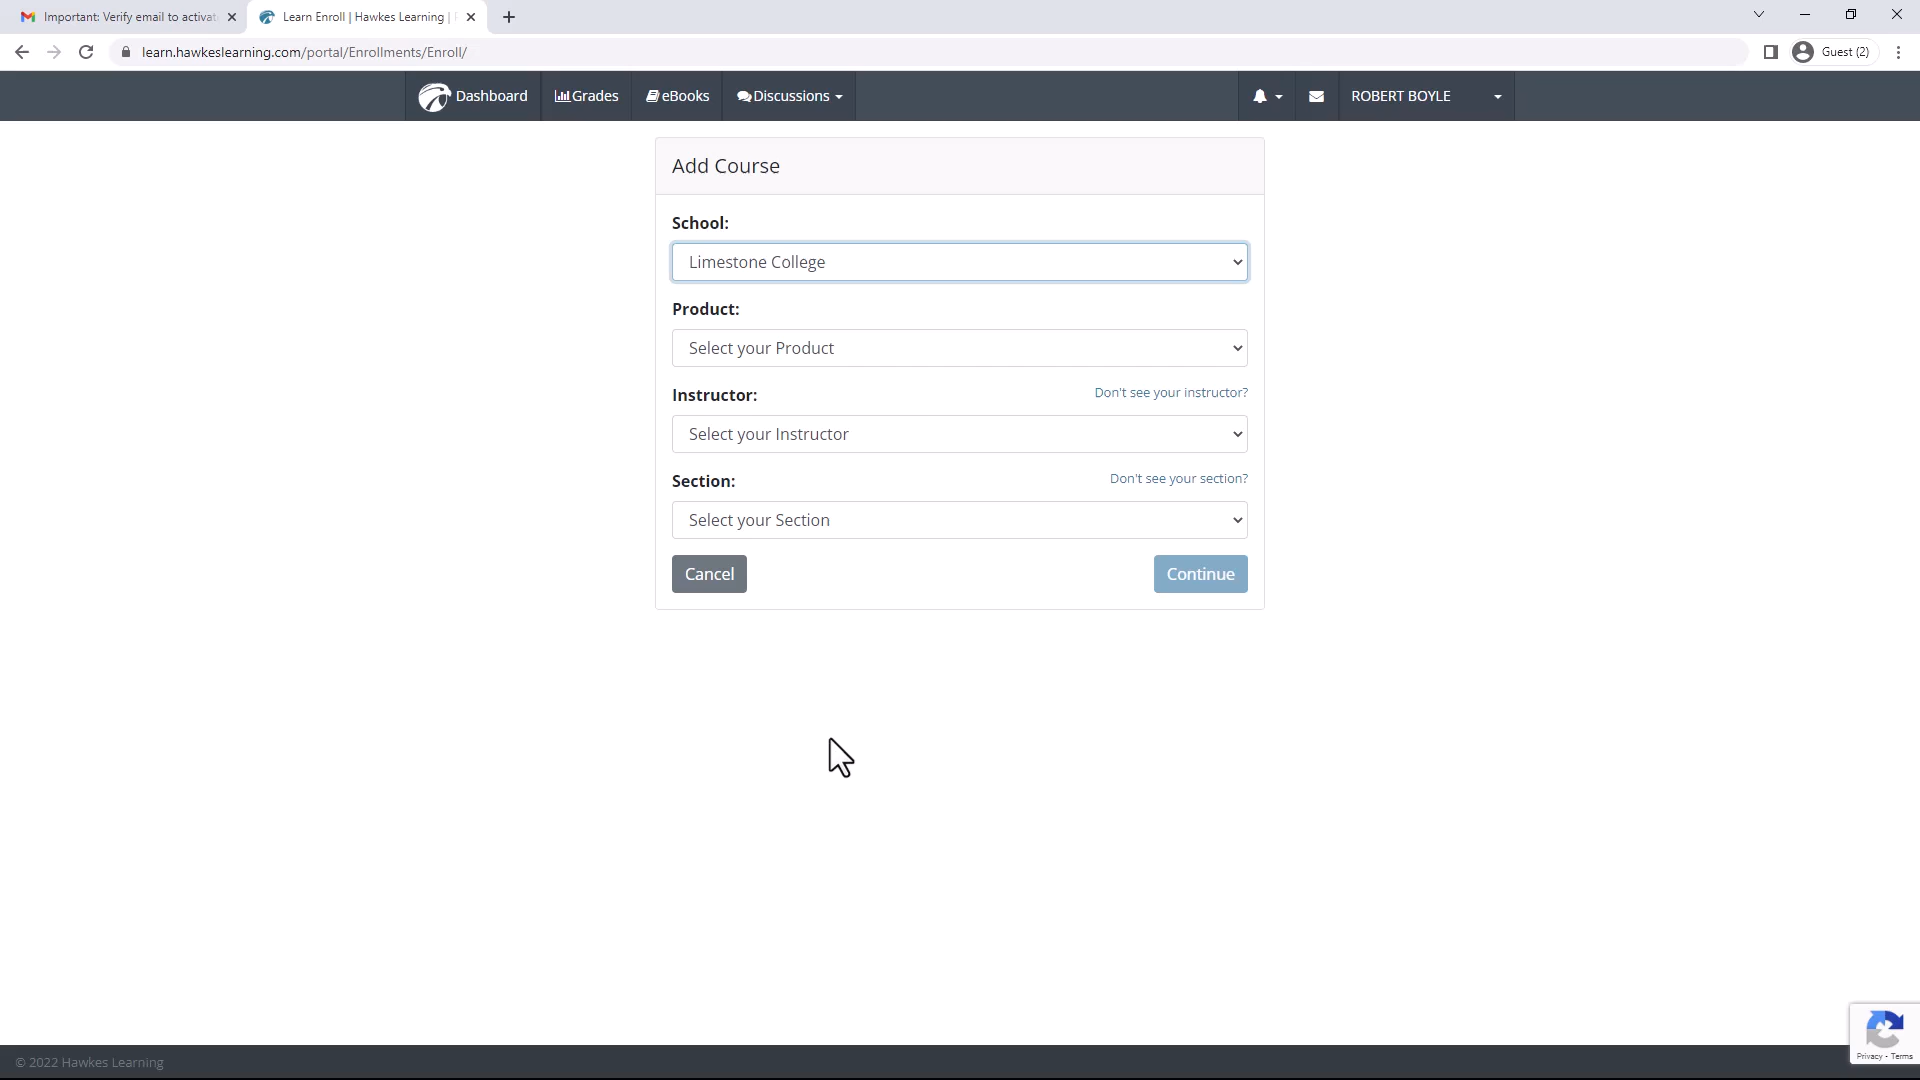 Important: Verify email to activat
Learn Enroll | Hawkes Learning |
learn.hawkeslearning.com/portal/Enrollments/Enroll/
Guest (2)
Dashboard
Grades
eBooks
Discussions
ROBERT BOYLE
Add Course
School:
Limestone College
Product:
Select your Product
Instructor:
Don't see your instructor?
Select your Instructor
Section:
Don't see your section?
Select your Section
Cancel
Continue
Privacy - Terms
© 2022 Hawkes Learning